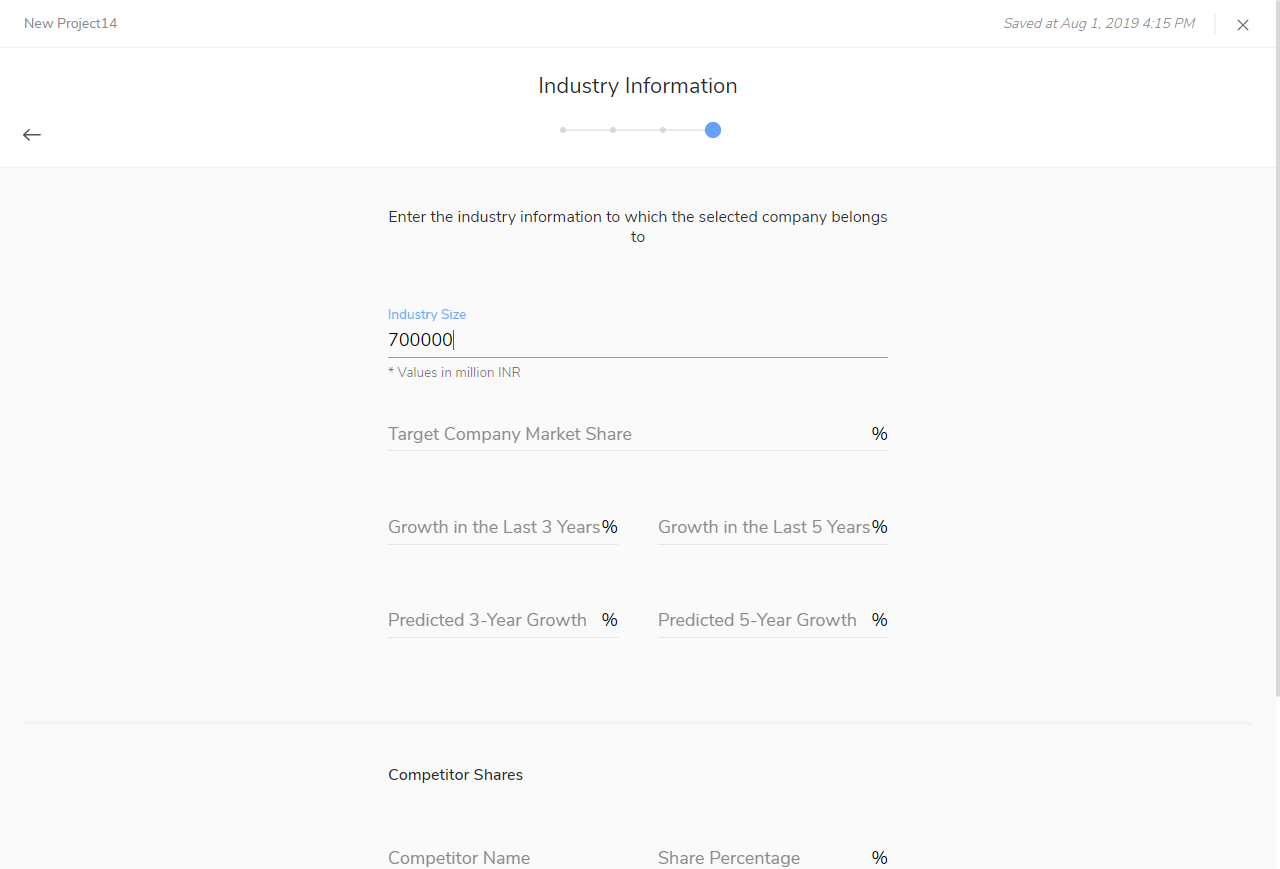 New Project14
Saved at Aug 1, 2019 4:15 PM
Industry Information
Enter the industry information to which the selected company belongs
to
Industry Size
700000
* Values in million INR
Target Company Market Share %
Growth in the Last 3 Years% Growth in the Last 5 Years%
Predicted 3-Year Growth % Predicted 5-Year Growth %
Competitor Shares
Competitor Name Share Percentage %